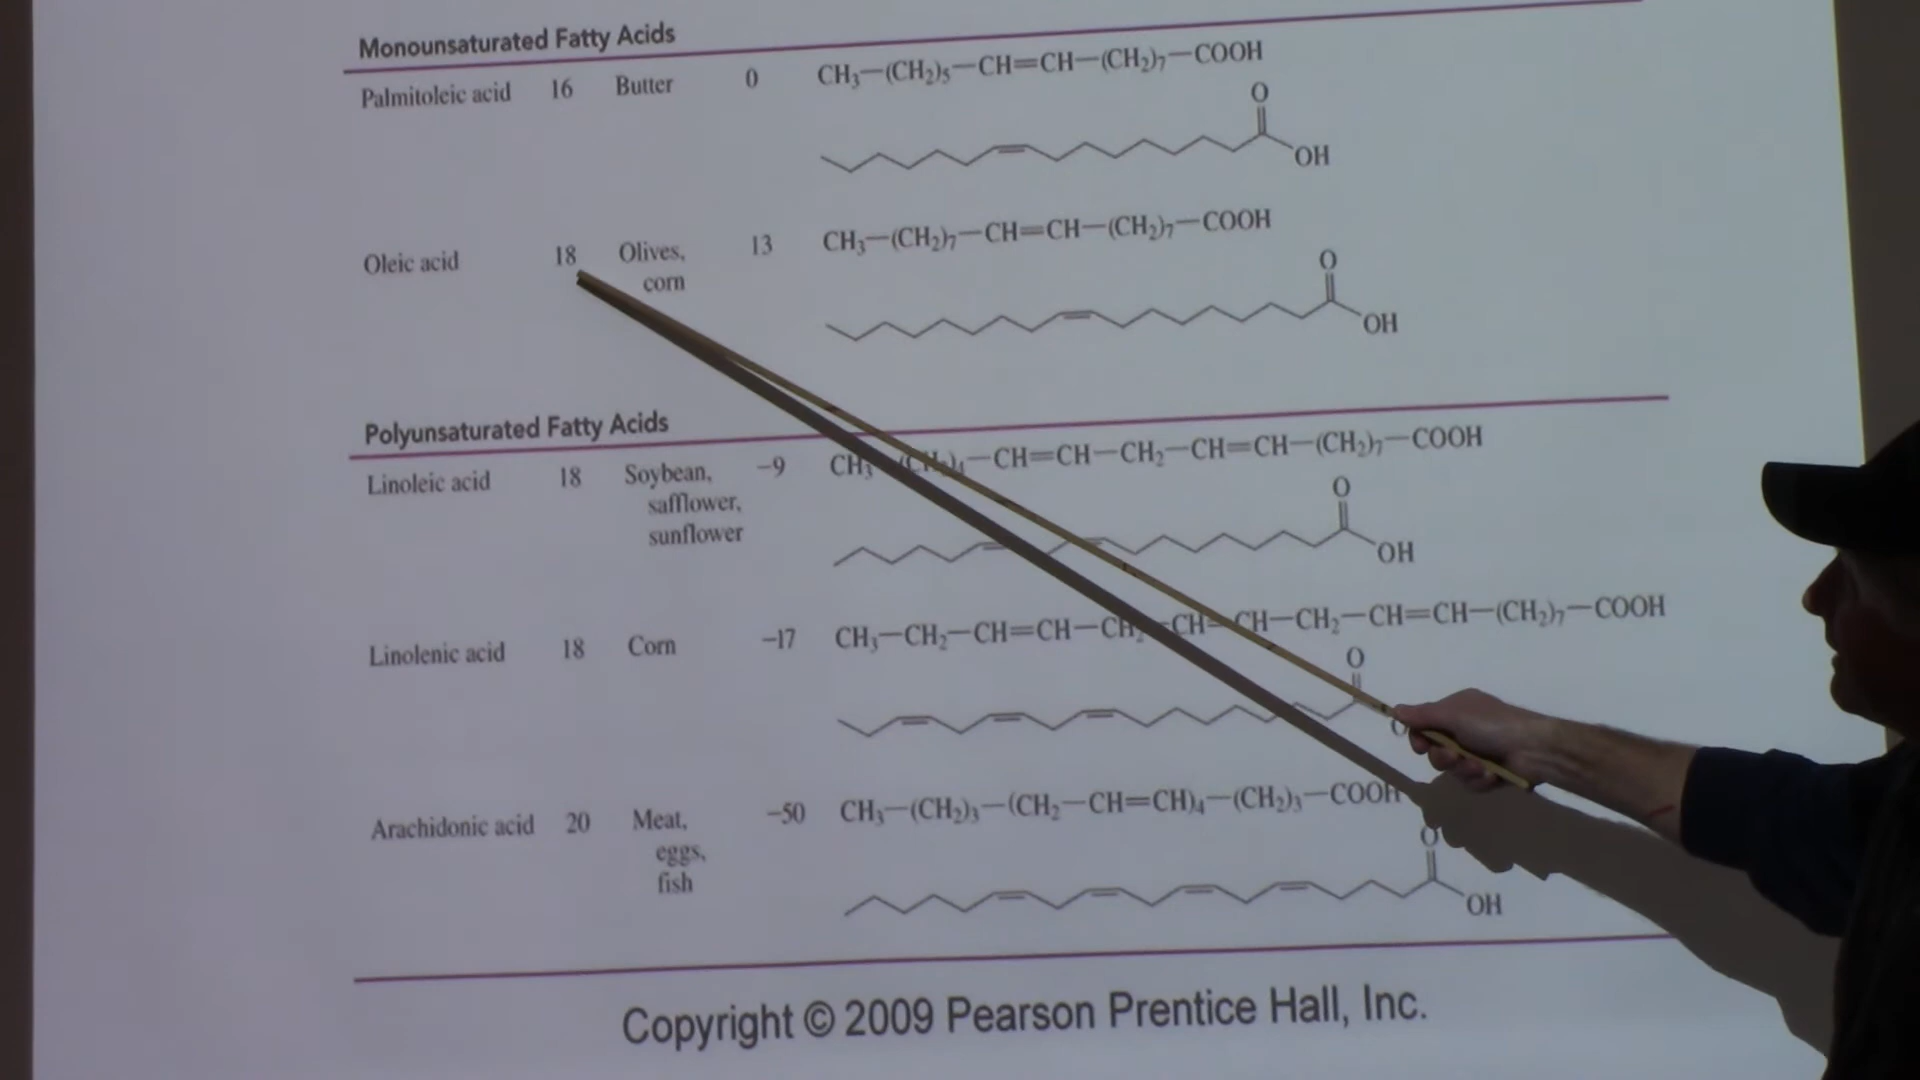 Monounsaturated Fatty Acids
Palmitoleic acid 16 Butter 0 CH₃—(CH₂)₅—CH=CH—(CH₂)₇—COOH
O
OH
Oleic acid 18 Olives, 13 CH₃—(CH₂)₇—CH=CH—(CH₂)₇—COOH
corn
O
OH
Polyunsaturated Fatty Acids
Linoleic acid 18 Soybean, −9 CH₃—(CH₂)₄—CH=CH—CH₂—CH=CH—(CH₂)₇—COOH
safflower,
sunflower
O
OH
Linolenic acid 18 Corn −17 CH₃—CH₂—CH=CH—CH₂—CH=CH—CH₂—CH=CH—(CH₂)₇—COOH
O
Arachidonic acid 20 Meat, −50 CH₃—(CH₂)₃—(CH₂—CH=CH)₄—(CH₂)₃—COOH
eggs,
fish
O
OH
Copyright © 2009 Pearson Prentice Hall, Inc.